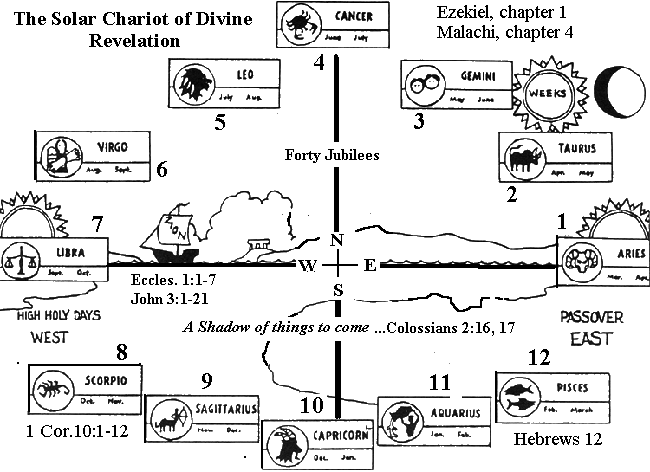 The Solar Chariot of Divine
Revelation
CANCER
June July
4
Ezekiel, chapter 1
Malachi, chapter 4
LEO
July Aug.
5
GEMINI
May June
3
WEEKS
VIRGO
Aug. Sept.
6
Forty Jubilees
TAURUS
Apr. May
2
7
LIBRA
Sept. Oct.
ZION
N
W
E
S
1
ARIES
Mar. Apr.
Eccles. 1:1-7
John 3:1-21
HIGH HOLY DAYS
WEST
A Shadow of things to come ...Colossians 2:16, 17
PASSOVER
EAST
8
SCORPIO
Oct. Nov.
1 Cor.10:1-12
9
SAGITTARIUS
Nov. Dec.
10
CAPRICORN
Dec. Jan.
11
AQUARIUS
Jan. Feb.
12
PISCES
Feb. March
Hebrews 12